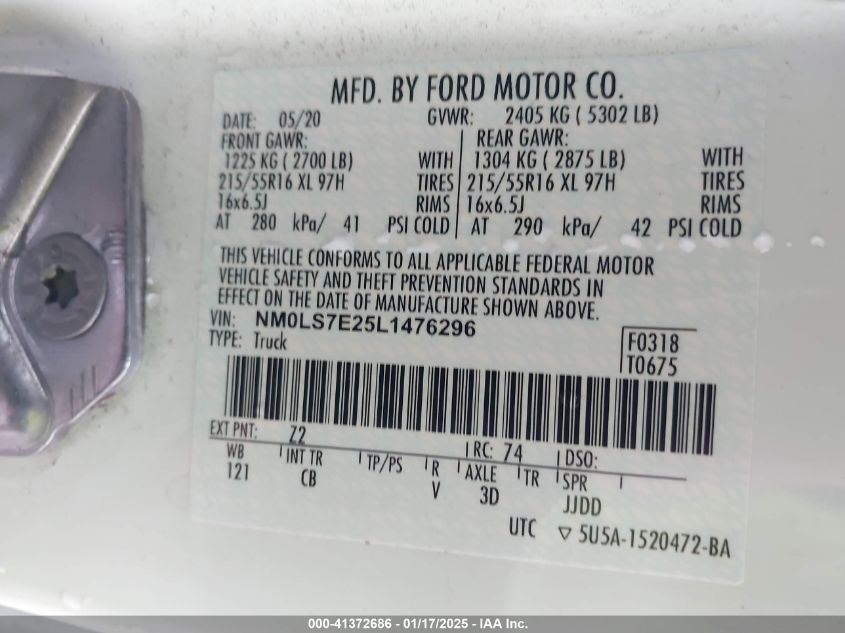 MFD. BY FORD MOTOR CO.
DATE: 05/20 GVWR: 2405 KG ( 5302 LB)
FRONT GAWR: REAR GAWR:
1225 KG ( 2700 LB) WITH 1304 KG ( 2875 LB) WITH
215/55R16 XL 97H TIRES 215/55R16 XL 97H TIRES
16x6.5J RIMS 16x6.5J RIMS
AT 280 kPa/ 41 PSI COLD AT 290 kPa/ 42 PSI COLD
THIS VEHICLE CONFORMS TO ALL APPLICABLE FEDERAL MOTOR
VEHICLE SAFETY AND THEFT PREVENTION STANDARDS IN
EFFECT ON THE DATE OF MANUFACTURE SHOWN ABOVE.
VIN: NM0LS7E25L1476296
TYPE: Truck
F0318
T0675
EXT PNT: Z2 RC: 74 DSO:
WB INT TR TP/PS R AXLE TR SPR
121 CB V 3D JJDD
UTC ▽ 5U5A-1520472-BA
000-41372686 - 01/17/2025 - IAA Inc.